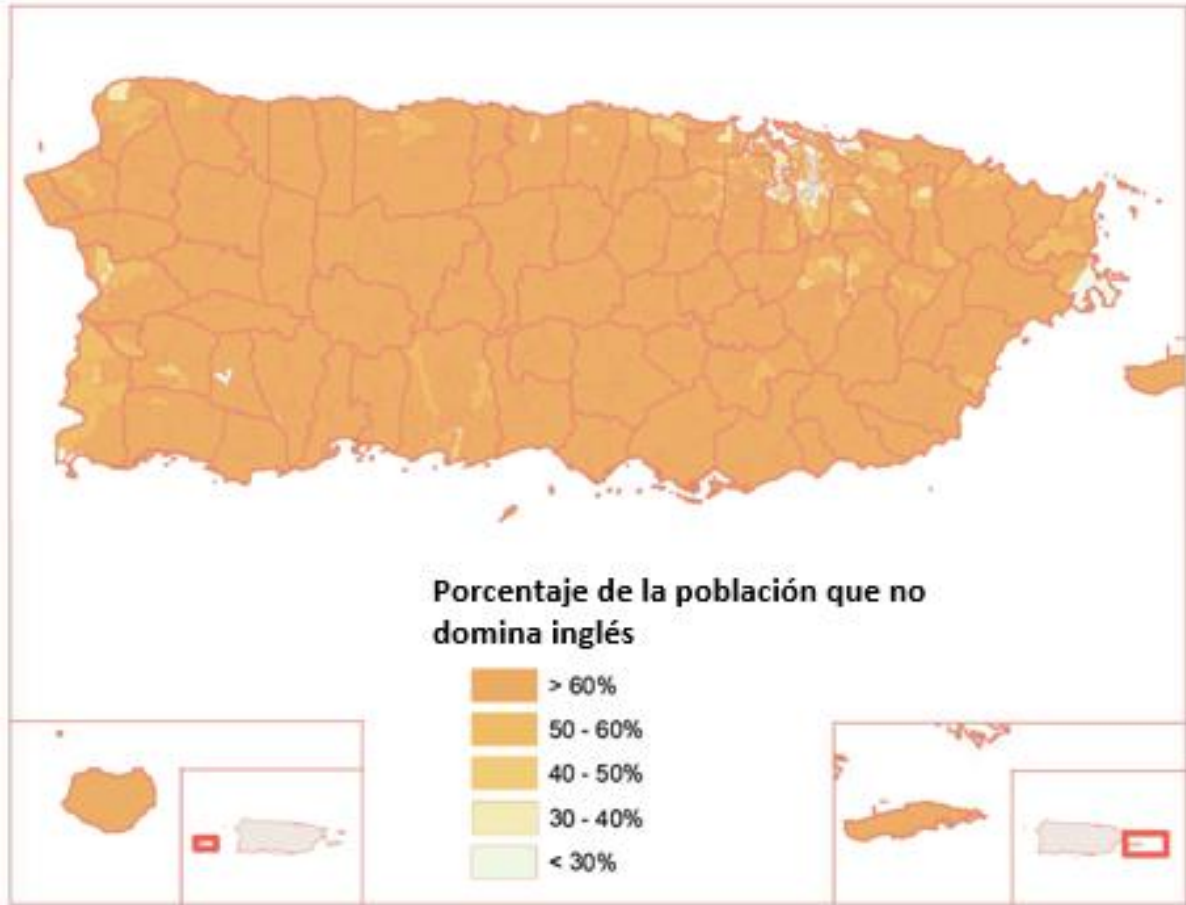 Porcentaje de la población que no
domina inglés
> 60%
50 - 60%
40 - 50%
30 - 40%
< 30%